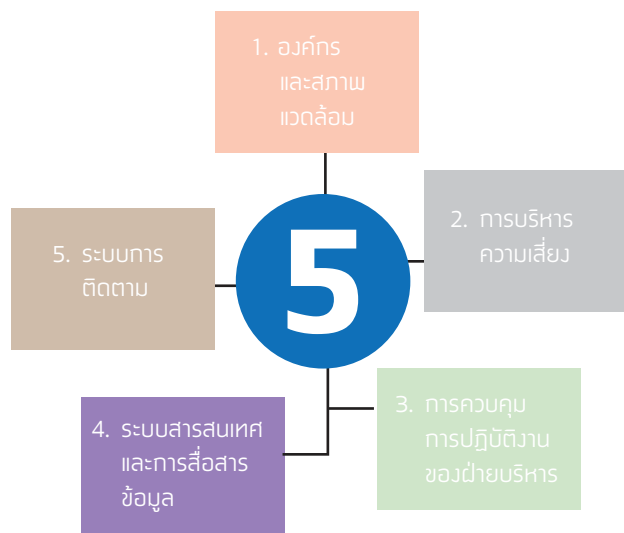 1. องค์กร
และสภาพ
แวดล้อม
2. การบริหาร
ความเสี่ยง
5
5. ระบบการ
ติดตาม
3. การควบคุม
การปฏิบัติงาน
ของฝ่ายบริหาร
4. ระบบสารสนเทศ
และการสื่อสาร
ข้อมูล